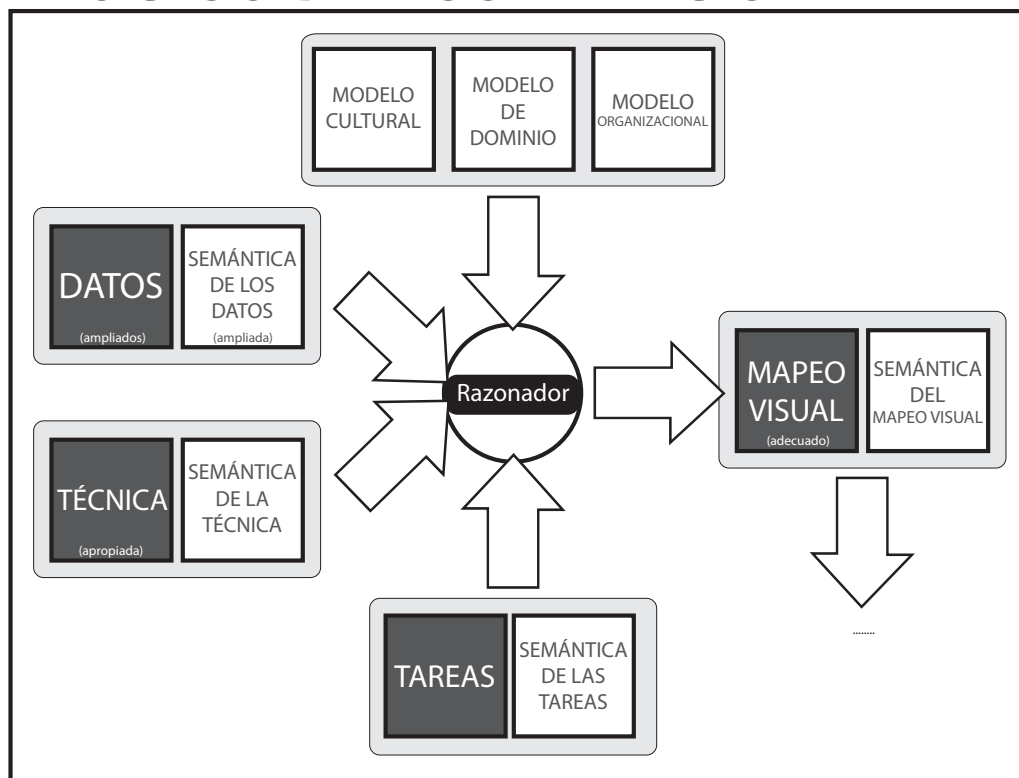 MODELO
CULTURAL
MODELO
DE
DOMINIO
MODELO
ORGANIZACIONAL
DATOS
(ampliados)
SEMÁNTICA
DE LOS
DATOS
(ampliada)
Razonador
MAPEO
VISUAL
(adecuado)
SEMÁNTICA
DEL
MAPEO VISUAL
TÉCNICA
(apropiada)
SEMÁNTICA
DE LA
TÉCNICA
........
TAREAS
SEMÁNTICA
DE LAS
TAREAS